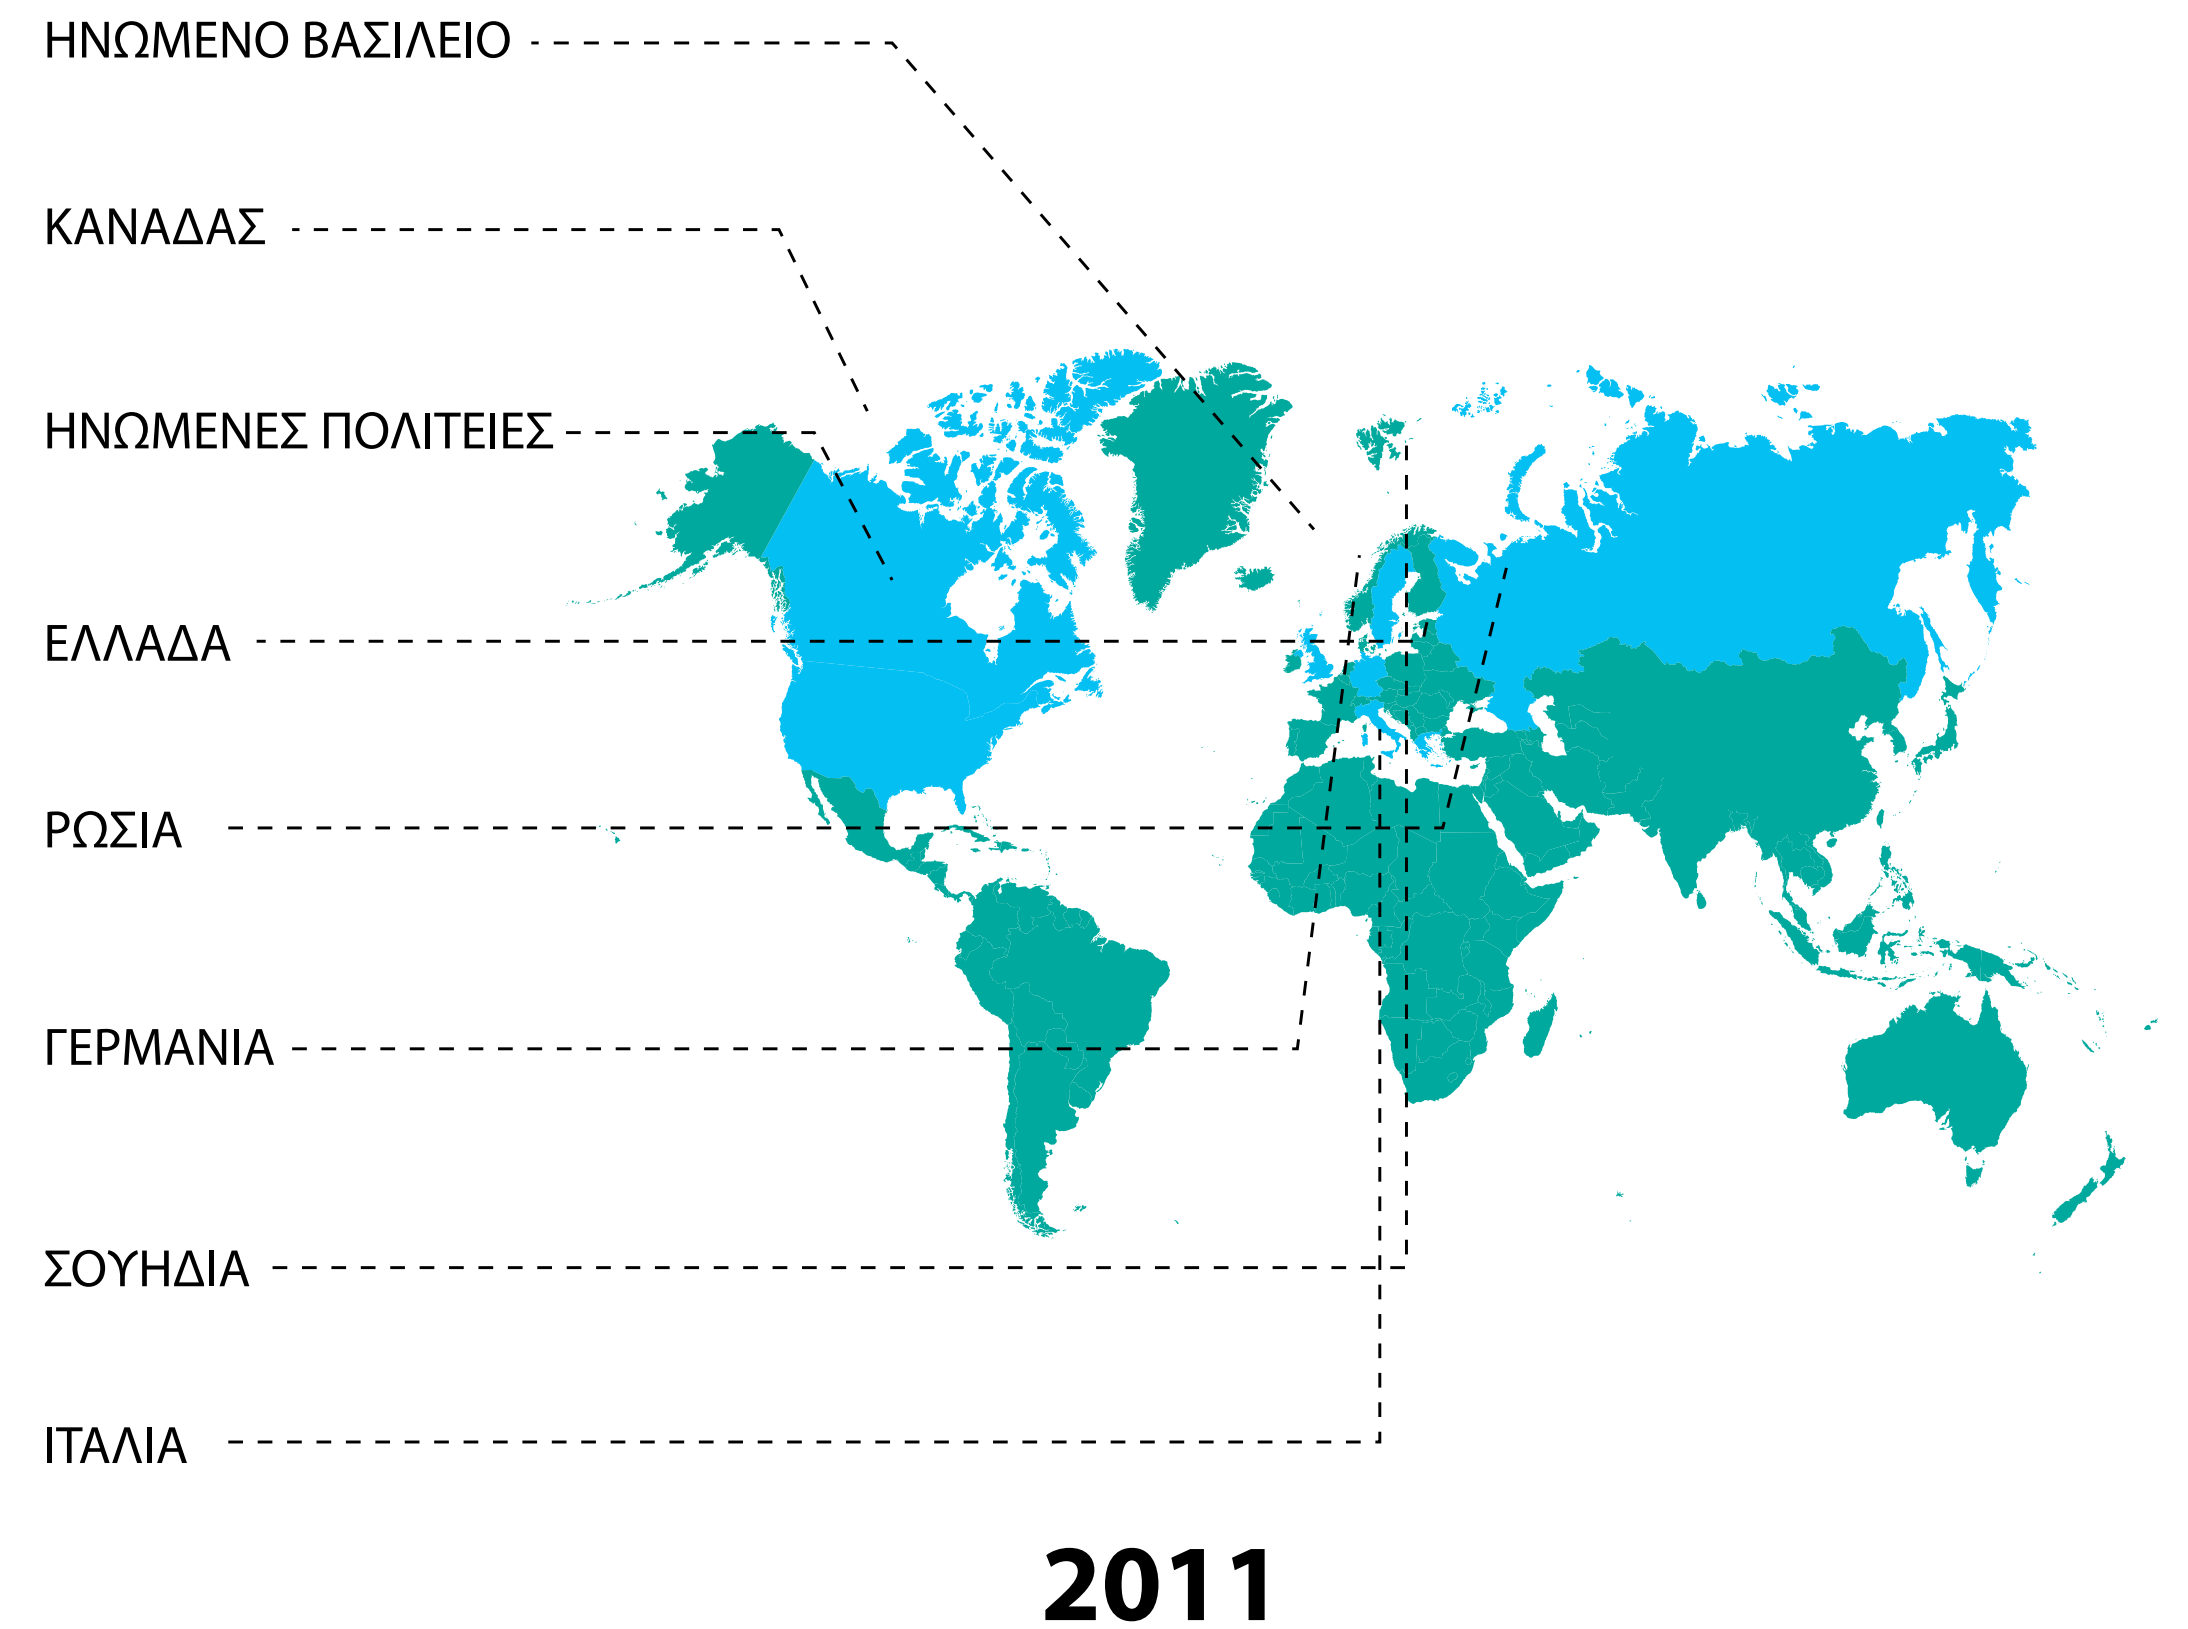 ΗΝΩΜΕΝΟ ΒΑΣΙΛΕΙΟ
ΚΑΝΑΔΑΣ
ΗΝΩΜΕΝΕΣ ΠΟΛΙΤΕΙΕΣ
ΕΛΛΑΔΑ
ΡΩΣΙΑ
ΓΕΡΜΑΝΙΑ
ΣΟΥΗΔΙΑ
ΙΤΑΛΙΑ
2011